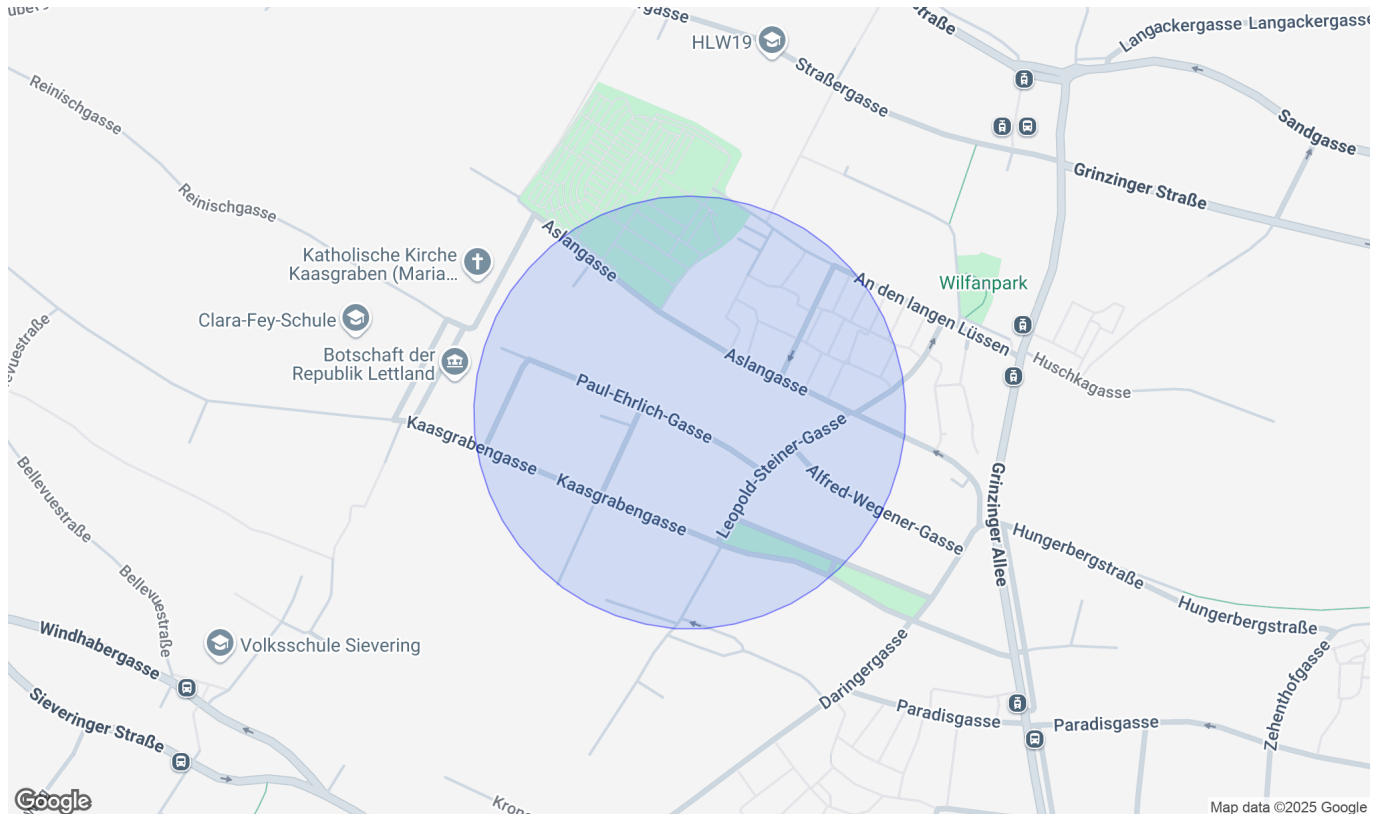 Langackergasse
Langackergasse
HLW19
Straßergasse
Reinischgasse
Sandgasse
Grinzinger Straße
Reinischgasse
Aslangasse
Katholische Kirche
Kaasgraben (Maria...
An den langen Lüssen
Wilfanpark
Clara-Fey-Schule
Botschaft der
Republik Lettland
Aslangasse
Huschkagasse
Paul-Ehrlich-Gasse
Kaasgrabengasse
Leopold-Steiner-Gasse
Bellevuestraße
Kaasgrabengasse
Alfred-Wegener-Gasse
Grinzinger Allee
Hungerbergstraße
Bellevuestraße
Hungerbergstraße
Windhabergasse
Volksschule Sievering
Daringergasse
Zehenthofgasse
Sieveringer Straße
Paradisgasse
Paradisgasse
Google
Map data ©2025 Google